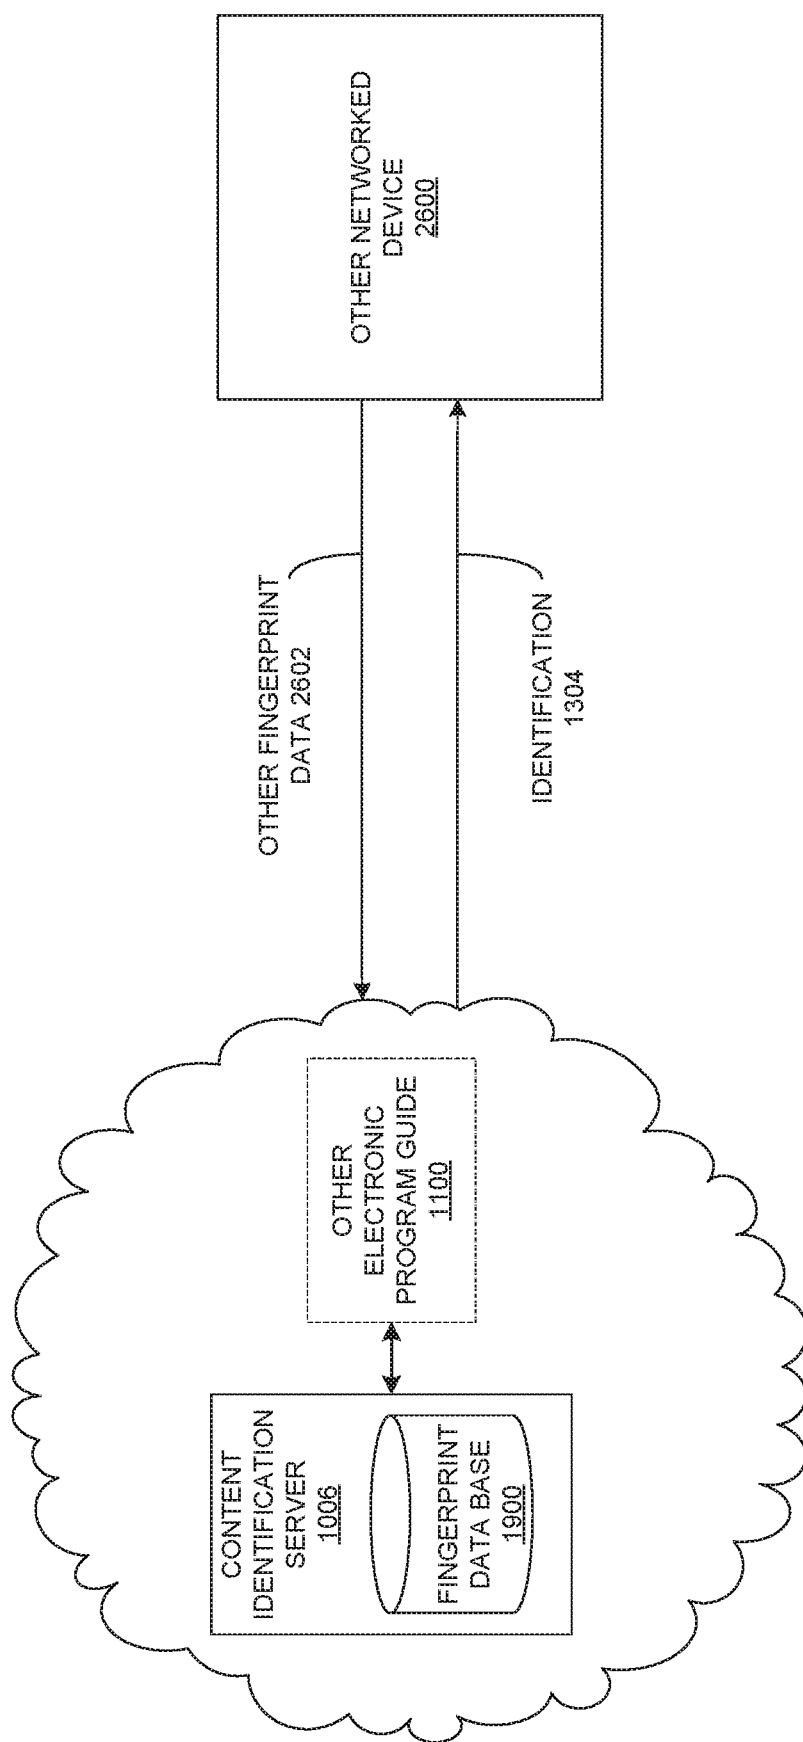 CONTENT
IDENTIFICATION
SERVER
1006
FINGERPRINT
DATA BASE
1900
OTHER
ELECTRONIC
PROGRAM GUIDE
1100
OTHER FINGERPRINT
DATA 2602
IDENTIFICATION
1304
OTHER NETWORKED
DEVICE
2600